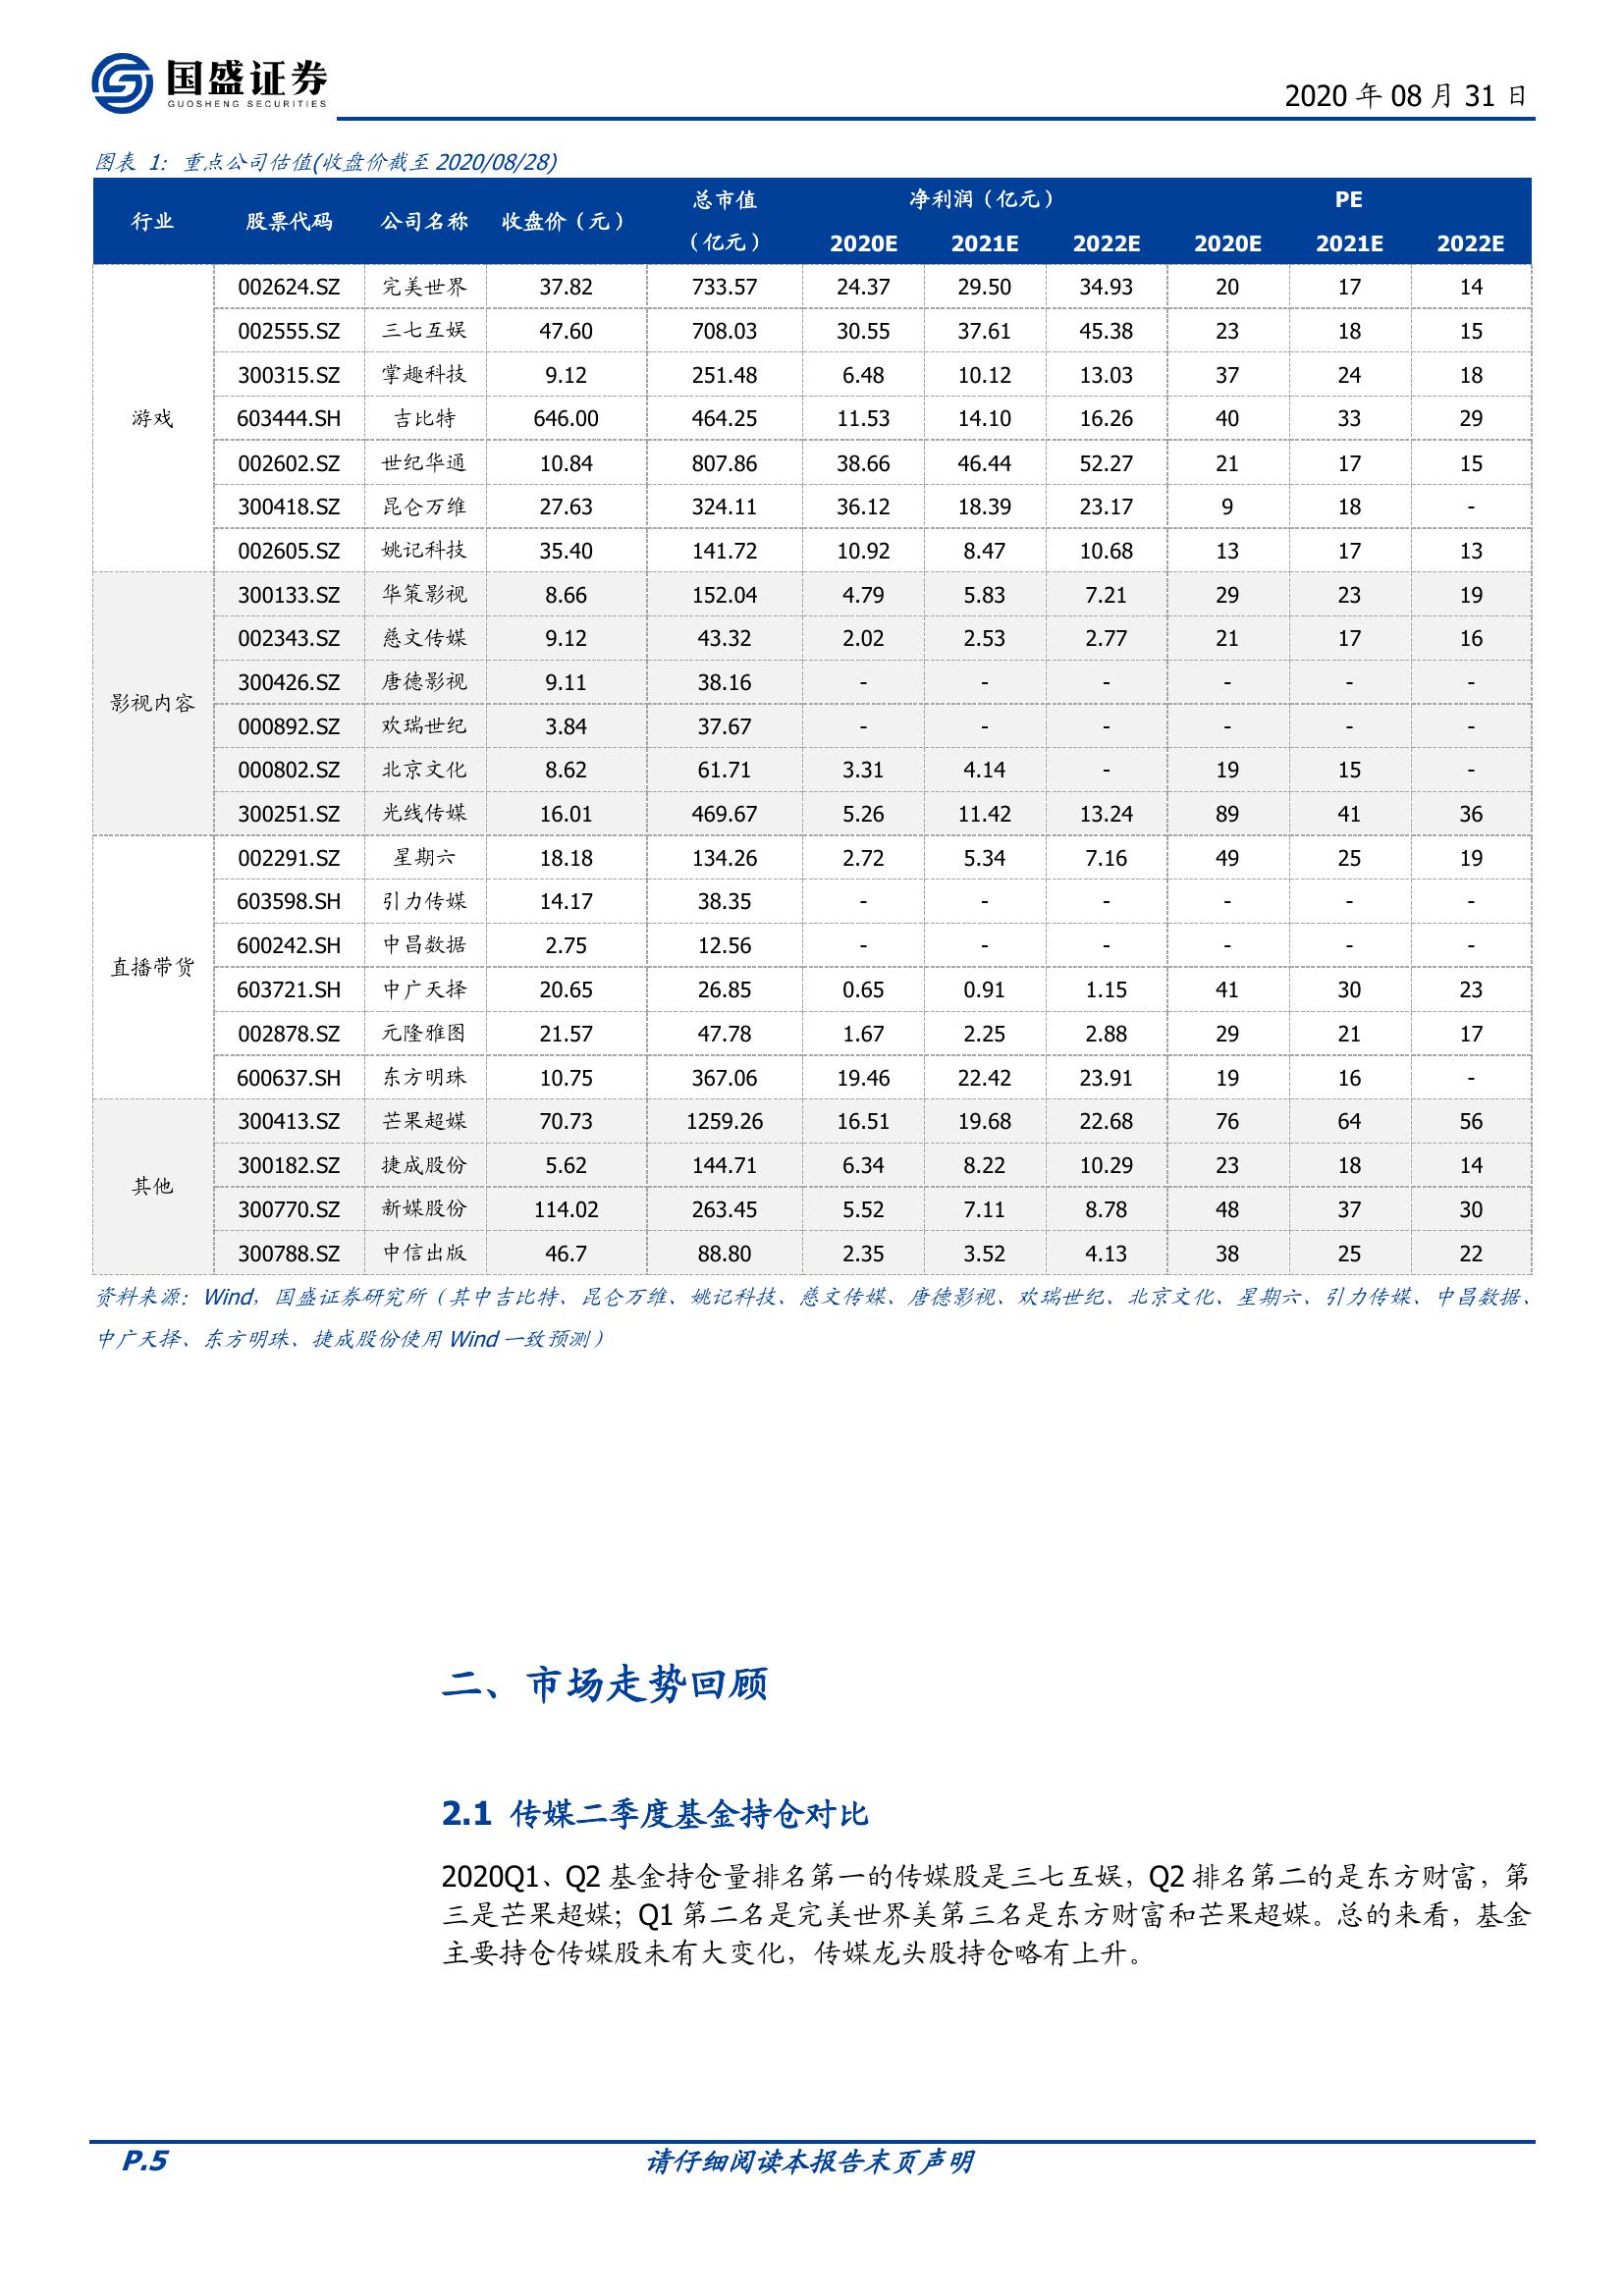 国盛证券
GUOSHENG SECURITIES
2020 年 08 月 31 日
图表 1: 重点公司估值(收盘价截至 2020/08/28)
行业 股票代码 公司名称 收盘价（元） 总市值（亿元） 净利润（亿元） PE
2020E 2021E 2022E 2020E 2021E 2022E
游戏
002624.SZ 完美世界 37.82 733.57 24.37 29.50 34.93 20 17 14
002555.SZ 三七互娱 47.60 708.03 30.55 37.61 45.38 23 18 15
300315.SZ 掌趣科技 9.12 251.48 6.48 10.12 13.03 37 24 18
603444.SH 吉比特 646.00 464.25 11.53 14.10 16.26 40 33 29
002602.SZ 世纪华通 10.84 807.86 38.66 46.44 52.27 21 17 15
300418.SZ 昆仑万维 27.63 324.11 36.12 18.39 23.17 9 18 -
002605.SZ 姚记科技 35.40 141.72 10.92 8.47 10.68 13 17 13
影视内容
300133.SZ 华策影视 8.66 152.04 4.79 5.83 7.21 29 23 19
002343.SZ 慈文传媒 9.12 43.32 2.02 2.53 2.77 21 17 16
300426.SZ 唐德影视 9.11 38.16 - - - - - -
000892.SZ 欢瑞世纪 3.84 37.67 - - - - - -
000802.SZ 北京文化 8.62 61.71 3.31 4.14 - 19 15 -
300251.SZ 光线传媒 16.01 469.67 5.26 11.42 13.24 89 41 36
直播带货
002291.SZ 星期六 18.18 134.26 2.72 5.34 7.16 49 25 19
603598.SH 引力传媒 14.17 38.35 - - - - - -
600242.SH 中昌数据 2.75 12.56 - - - - - -
603721.SH 中广天择 20.65 26.85 0.65 0.91 1.15 41 30 23
002878.SZ 元隆雅图 21.57 47.78 1.67 2.25 2.88 29 21 17
600637.SH 东方明珠 10.75 367.06 19.46 22.42 23.91 19 16 -
其他
300413.SZ 芒果超媒 70.73 1259.26 16.51 19.68 22.68 76 64 56
300182.SZ 捷成股份 5.62 144.71 6.34 8.22 10.29 23 18 14
300770.SZ 新媒股份 114.02 263.45 5.52 7.11 8.78 48 37 30
300788.SZ 中信出版 46.7 88.80 2.35 3.52 4.13 38 25 22
资料来源：Wind，国盛证券研究所（其中吉比特、昆仑万维、姚记科技、慈文传媒、唐德影视、欢瑞世纪、北京文化、星期六、引力传媒、中昌数据、
中广天择、东方明珠、捷成股份使用 Wind 一致预测）
二、市场走势回顾
2.1 传媒二季度基金持仓对比
2020Q1、Q2 基金持仓量排名第一的传媒股是三七互娱，Q2 排名第二的是东方财富，第
三是芒果超媒；Q1 第二名是完美世界美第三名是东方财富和芒果超媒。总的来看，基金
主要持仓传媒股未有大变化，传媒龙头股持仓略有上升。
P.5
请仔细阅读本报告末页声明